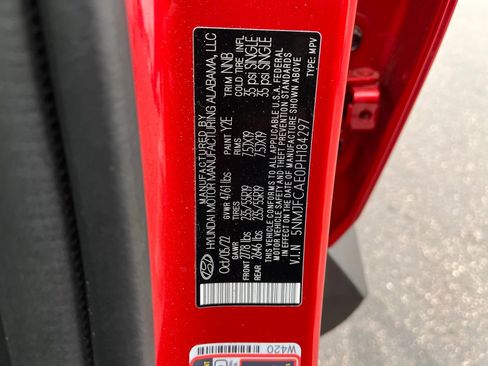 MANUFACTURED BY
HYUNDAI MOTOR MANUFACTURING ALABAMA, LLC
Oct/05/22 PAINT Y2E TRIM NNB
GVWR 4761 lbs
GAWR TIRES RIMS COLD TIRE INFL
FRONT 2778 lbs 235/55R19 7.5JX19 35 psi SINGLE
REAR 2646 lbs 235/55R19 7.5JX19 35 psi SINGLE
THIS VEHICLE CONFORMS TO ALL APPLICABLE U.S.A. FEDERAL
MOTOR VEHICLE SAFETY AND THEFT PREVENTION STANDARDS
IN EFFECT ON THE DATE OF MANUFACTURE SHOWN ABOVE
V.I.N 5NMJFCAE0PH184297 TYPE: MPV
W420